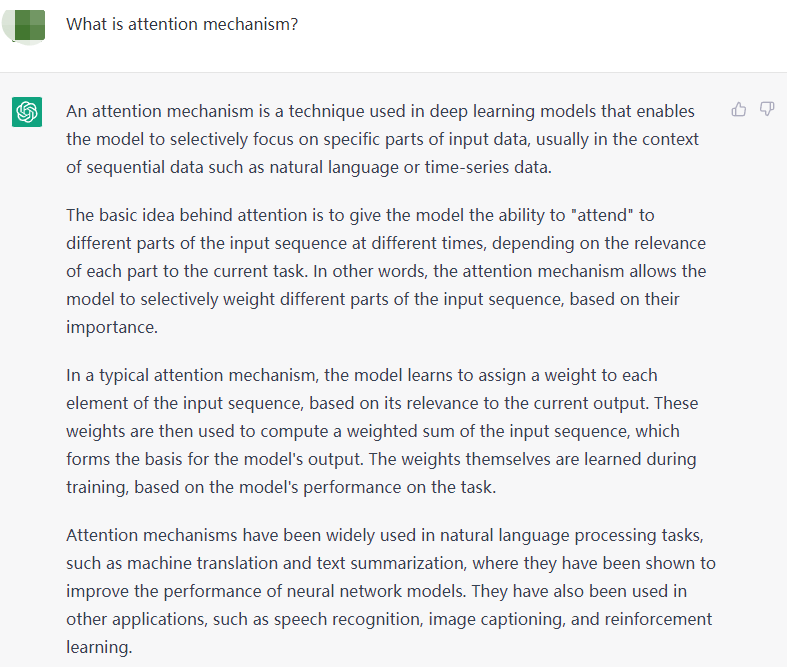 What is attention mechanism?
An attention mechanism is a technique used in deep learning models that enables
the model to selectively focus on specific parts of input data, usually in the context
of sequential data such as natural language or time-series data.
The basic idea behind attention is to give the model the ability to "attend" to
different parts of the input sequence at different times, depending on the relevance
of each part to the current task. In other words, the attention mechanism allows the
model to selectively weight different parts of the input sequence, based on their
importance.
In a typical attention mechanism, the model learns to assign a weight to each
element of the input sequence, based on its relevance to the current output. These
weights are then used to compute a weighted sum of the input sequence, which
forms the basis for the model's output. The weights themselves are learned during
training, based on the model's performance on the task.
Attention mechanisms have been widely used in natural language processing tasks,
such as machine translation and text summarization, where they have been shown to
improve the performance of neural network models. They have also been used in
other applications, such as speech recognition, image captioning, and reinforcement
learning.